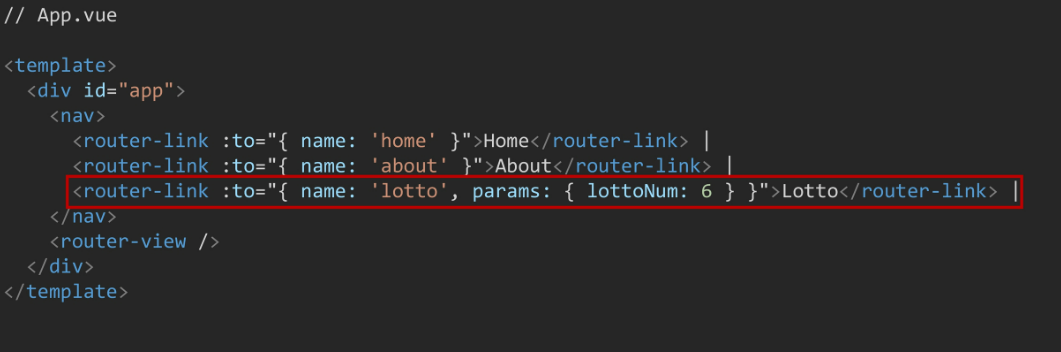 // App.vue
<template>
<div id="app">
<nav>
<router-link :to="{ name: 'home' }">Home</router-link> |
<router-link :to="{ name: 'about' }">About</router-link> |
<router-link :to="{ name: 'lotto', params: { lottoNum: 6 } }">Lotto</router-link> |
</nav>
<router-view />
</div>
</template>